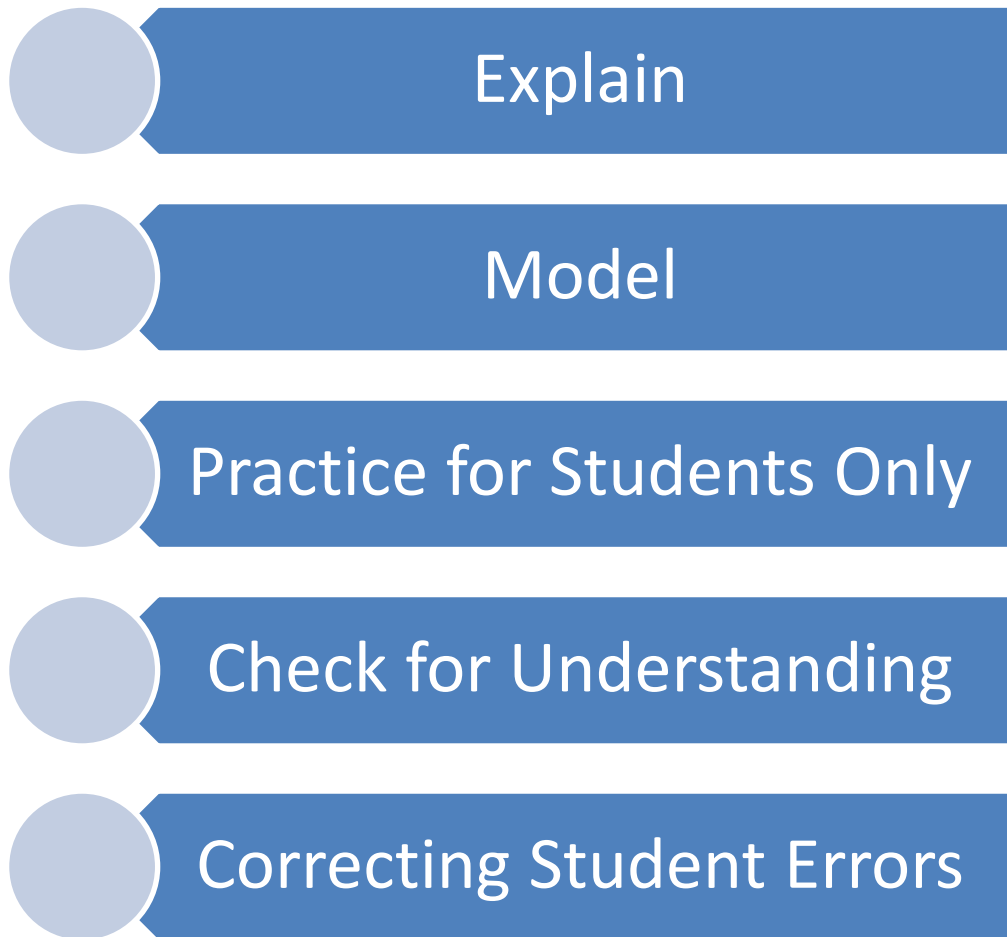 Explain
Model
Practice for Students Only
Check for Understanding
Correcting Student Errors